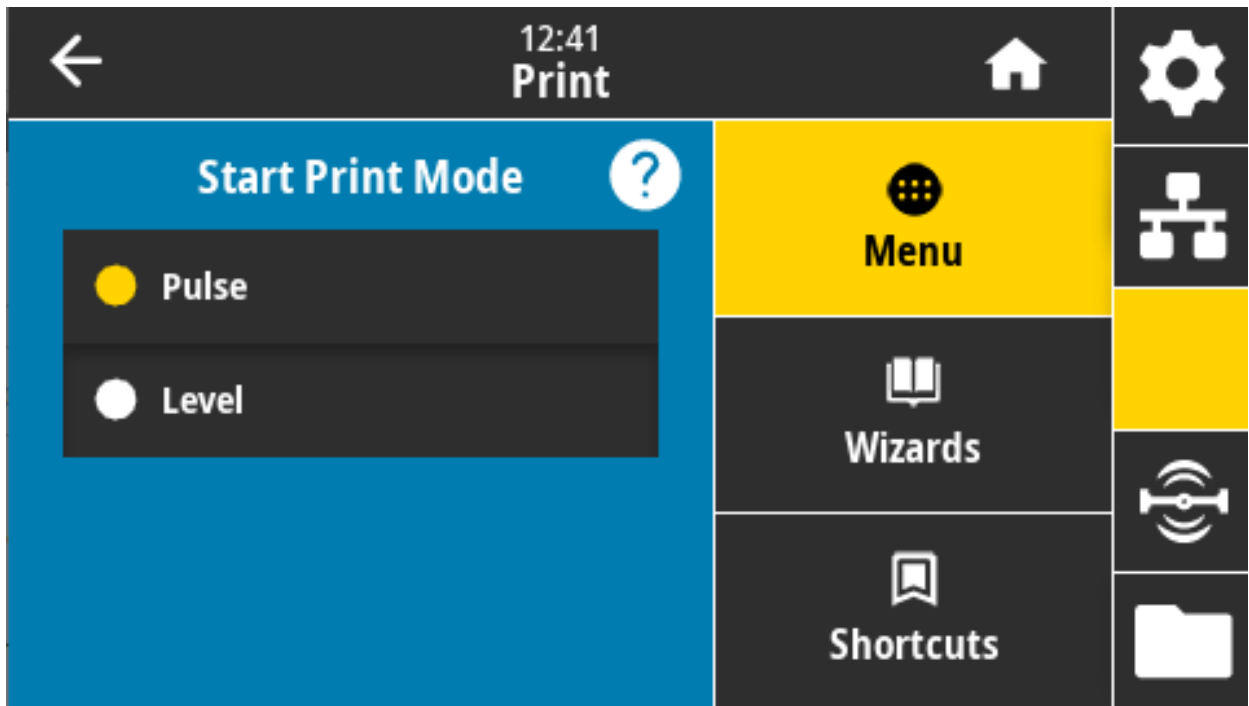 12:41
Print
Start Print Mode
?
Pulse
Level
Menu
Wizards
Shortcuts